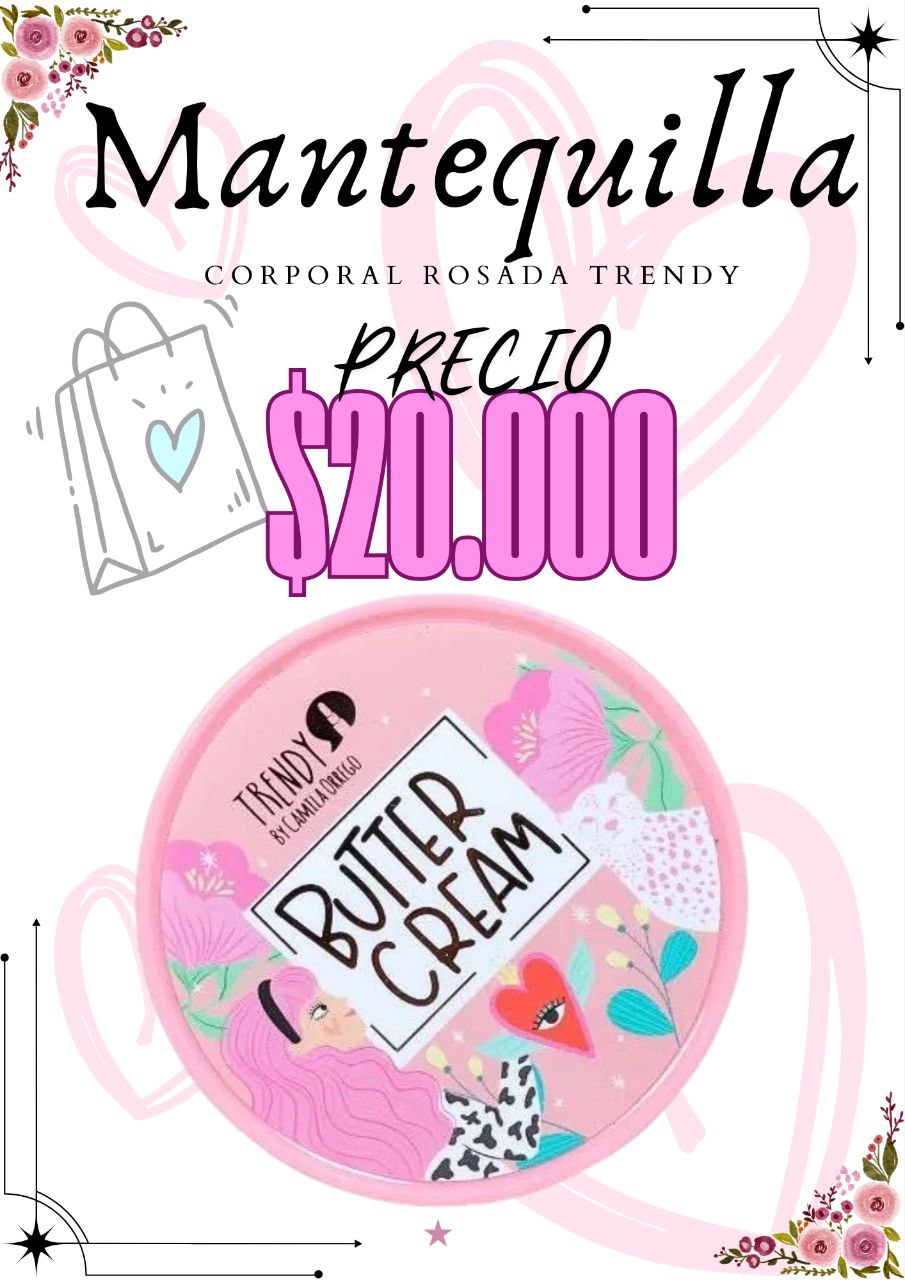 Mantequilla
CORPORAL ROSADA TRENDY
PRECIO
$20.000
TRENDY
BY CAMILA ORREGO
BUTTER
CREAM